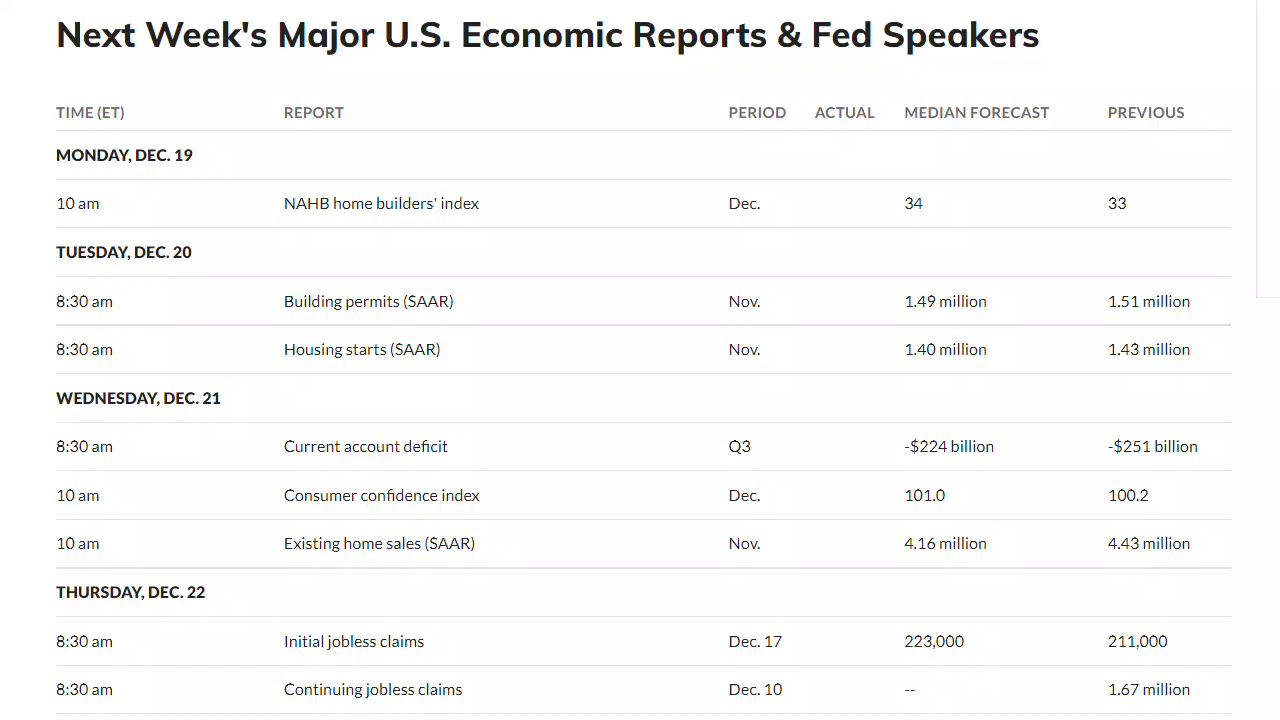 Next Week's Major U.S. Economic Reports & Fed Speakers
TIME (ET) REPORT PERIOD ACTUAL MEDIAN FORECAST PREVIOUS
MONDAY, DEC. 19
10 am NAHB home builders' index Dec. 34 33
TUESDAY, DEC. 20
8:30 am Building permits (SAAR) Nov. 1.49 million 1.51 million
8:30 am Housing starts (SAAR) Nov. 1.40 million 1.43 million
WEDNESDAY, DEC. 21
8:30 am Current account deficit Q3 -$224 billion -$251 billion
10 am Consumer confidence index Dec. 101.0 100.2
10 am Existing home sales (SAAR) Nov. 4.16 million 4.43 million
THURSDAY, DEC. 22
8:30 am Initial jobless claims Dec. 17 223,000 211,000
8:30 am Continuing jobless claims Dec. 10 -- 1.67 million